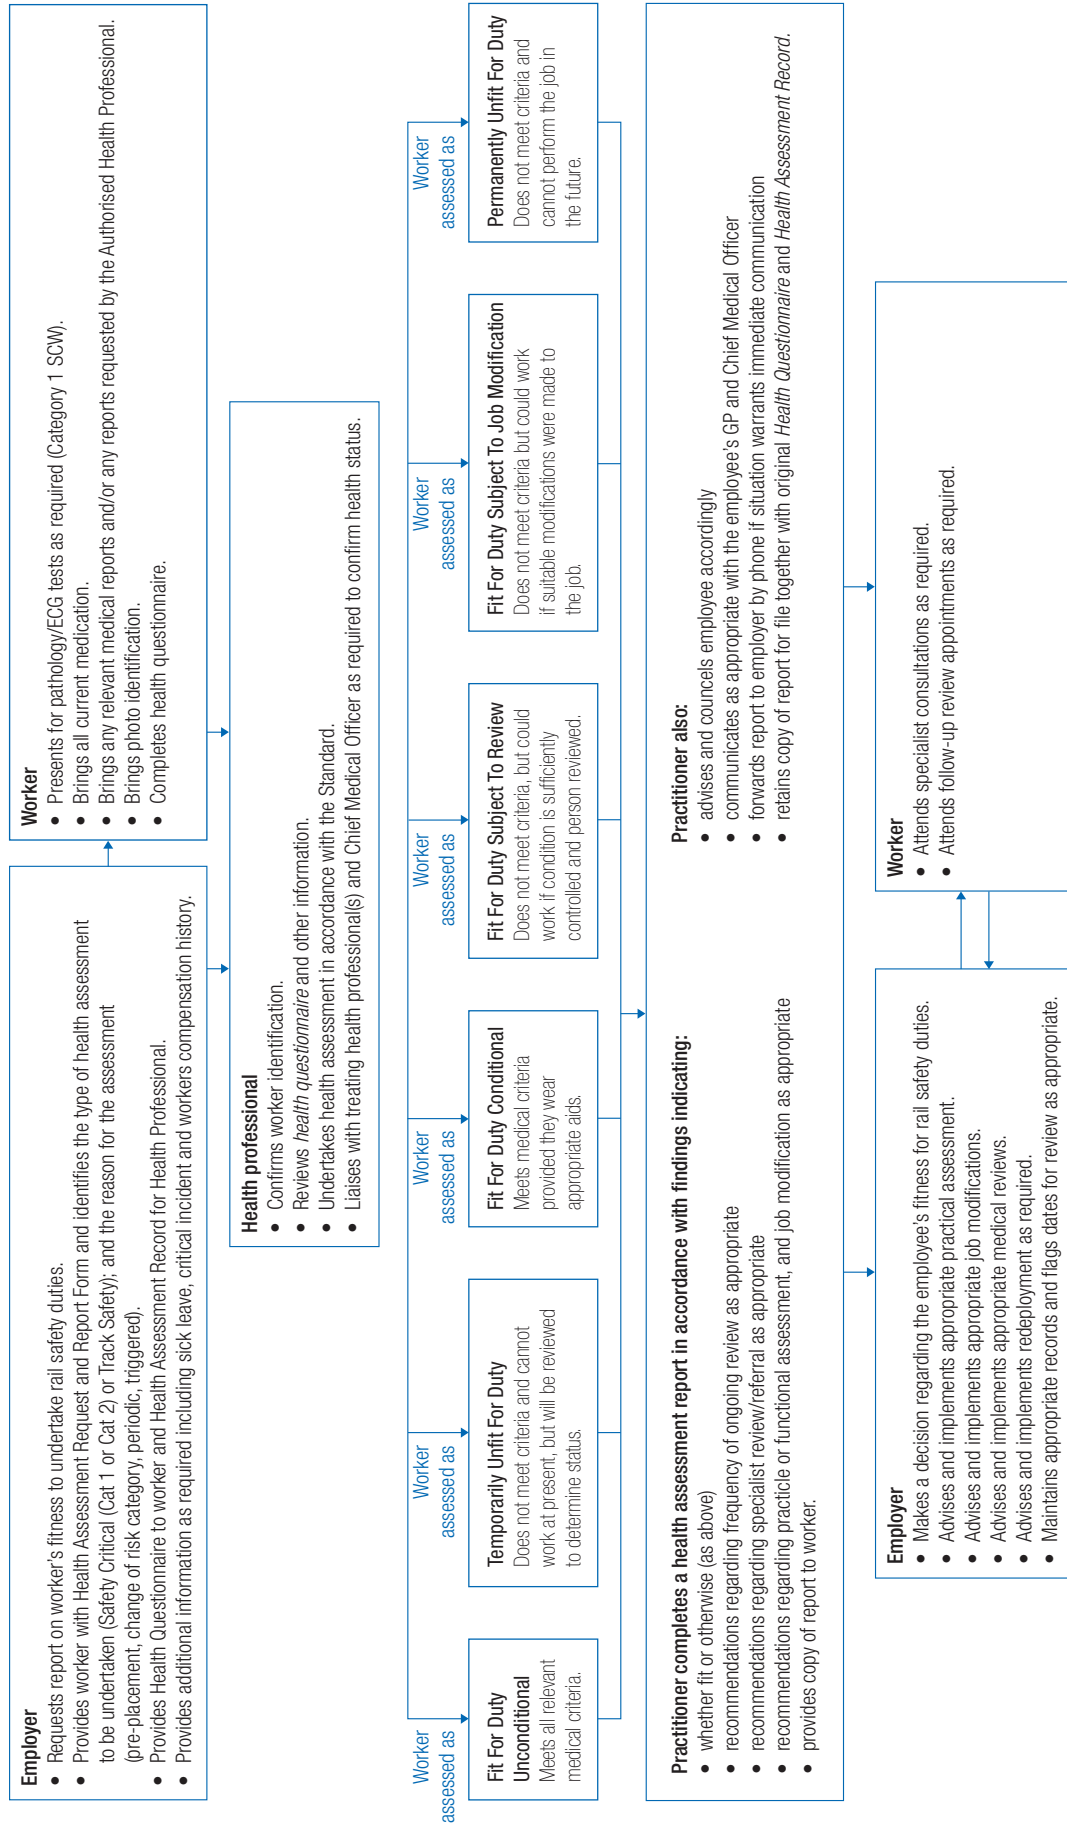 Employer
• Requests report on worker's fitness to undertake rail safety duties.
• Provides worker with Health Assessment Request and Report Form and identifies the type of health assessment
to be undertaken (Safety Critical (Cat 1 or Cat 2) or Track Safety); and the reason for the assessment
(pre-placement, change of risk category, periodic, triggered).
• Provides Health Questionnaire to worker and Health Assessment Record for Health Professional.
• Provides additional information as required including sick leave, critical incident and workers compensation history.
Worker
• Presents for pathology/ECG tests as required (Category 1 SCW).
• Brings all current medication.
• Brings any relevant medical reports and/or any reports requested by the Authorised Health Professional.
• Brings photo identification.
• Completes health questionnaire.
Health professional
• Confirms worker identification.
• Reviews health questionnaire and other information.
• Undertakes health assessment in accordance with the Standard.
• Liaises with treating health professional(s) and Chief Medical Officer as required to confirm health status.
Worker
assessed as
Fit For Duty
Unconditional
Meets all relevant
medical criteria.
Worker
assessed as
Temporarily Unfit For Duty
Does not meet criteria and cannot
work at present, but will be reviewed
to determine status.
Worker
assessed as
Fit For Duty Conditional
Meets medical criteria
provided they wear
appropriate aids.
Worker
assessed as
Fit For Duty Subject To Review
Does not meet criteria, but could
work if condition is sufficiently
controlled and person reviewed.
Worker
assessed as
Fit For Duty Subject To Job Modification
Does not meet criteria but could work
if suitable modifications were made to
the job.
Worker
assessed as
Permanently Unfit For Duty
Does not meet criteria and
cannot perform the job in
the future.
Practitioner completes a health assessment report in accordance with findings indicating:
• whether fit or otherwise (as above)
• recommendations regarding frequency of ongoing review as appropriate
• recommendations regarding specialist review/referral as appropriate
• recommendations regarding practicle or functional assessment, and job modification as appropriate
• provides copy of report to worker.
Practitioner also:
• advises and councels employee accordingly
• communicates as appropriate with the employee's GP and Chief Medical Officer
• forwards report to employer by phone if situation warrants immediate communication
• retains copy of report for file together with original Health Questionnaire and Health Assessment Record.
Employer
• Makes a decision regarding the employee's fitness for rail safety duties.
• Advises and implements appropriate practical assessment.
• Advises and implements appropriate job modifications.
• Advises and implements appropriate medical reviews.
• Advises and implements redeployment as required.
• Maintains appropriate records and flags dates for review as appropriate.
Worker
• Attends specialist consultations as required.
• Attends follow-up review appointments as required.